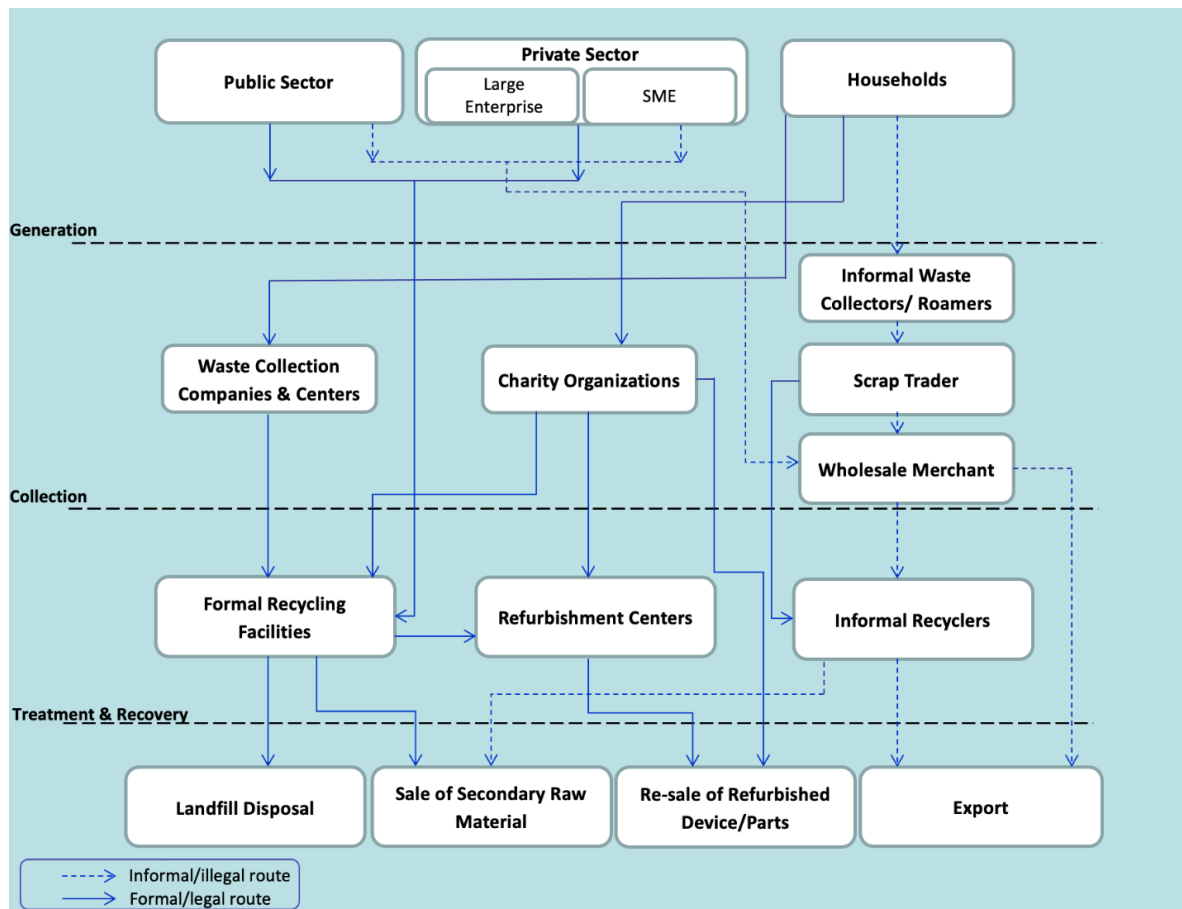 Public Sector
Private Sector
Large
Enterprise
SME
Households
Generation
Informal Waste
Collectors/ Roamers
Waste Collection
Companies & Centers
Charity Organizations
Scrap Trader
Wholesale Merchant
Collection
Formal Recycling
Facilities
Refurbishment Centers
Informal Recyclers
Treatment & Recovery
Landfill Disposal
Sale of Secondary Raw
Material
Re-sale of Refurbished
Device/Parts
Export
Informal/illegal route
Formal/legal route